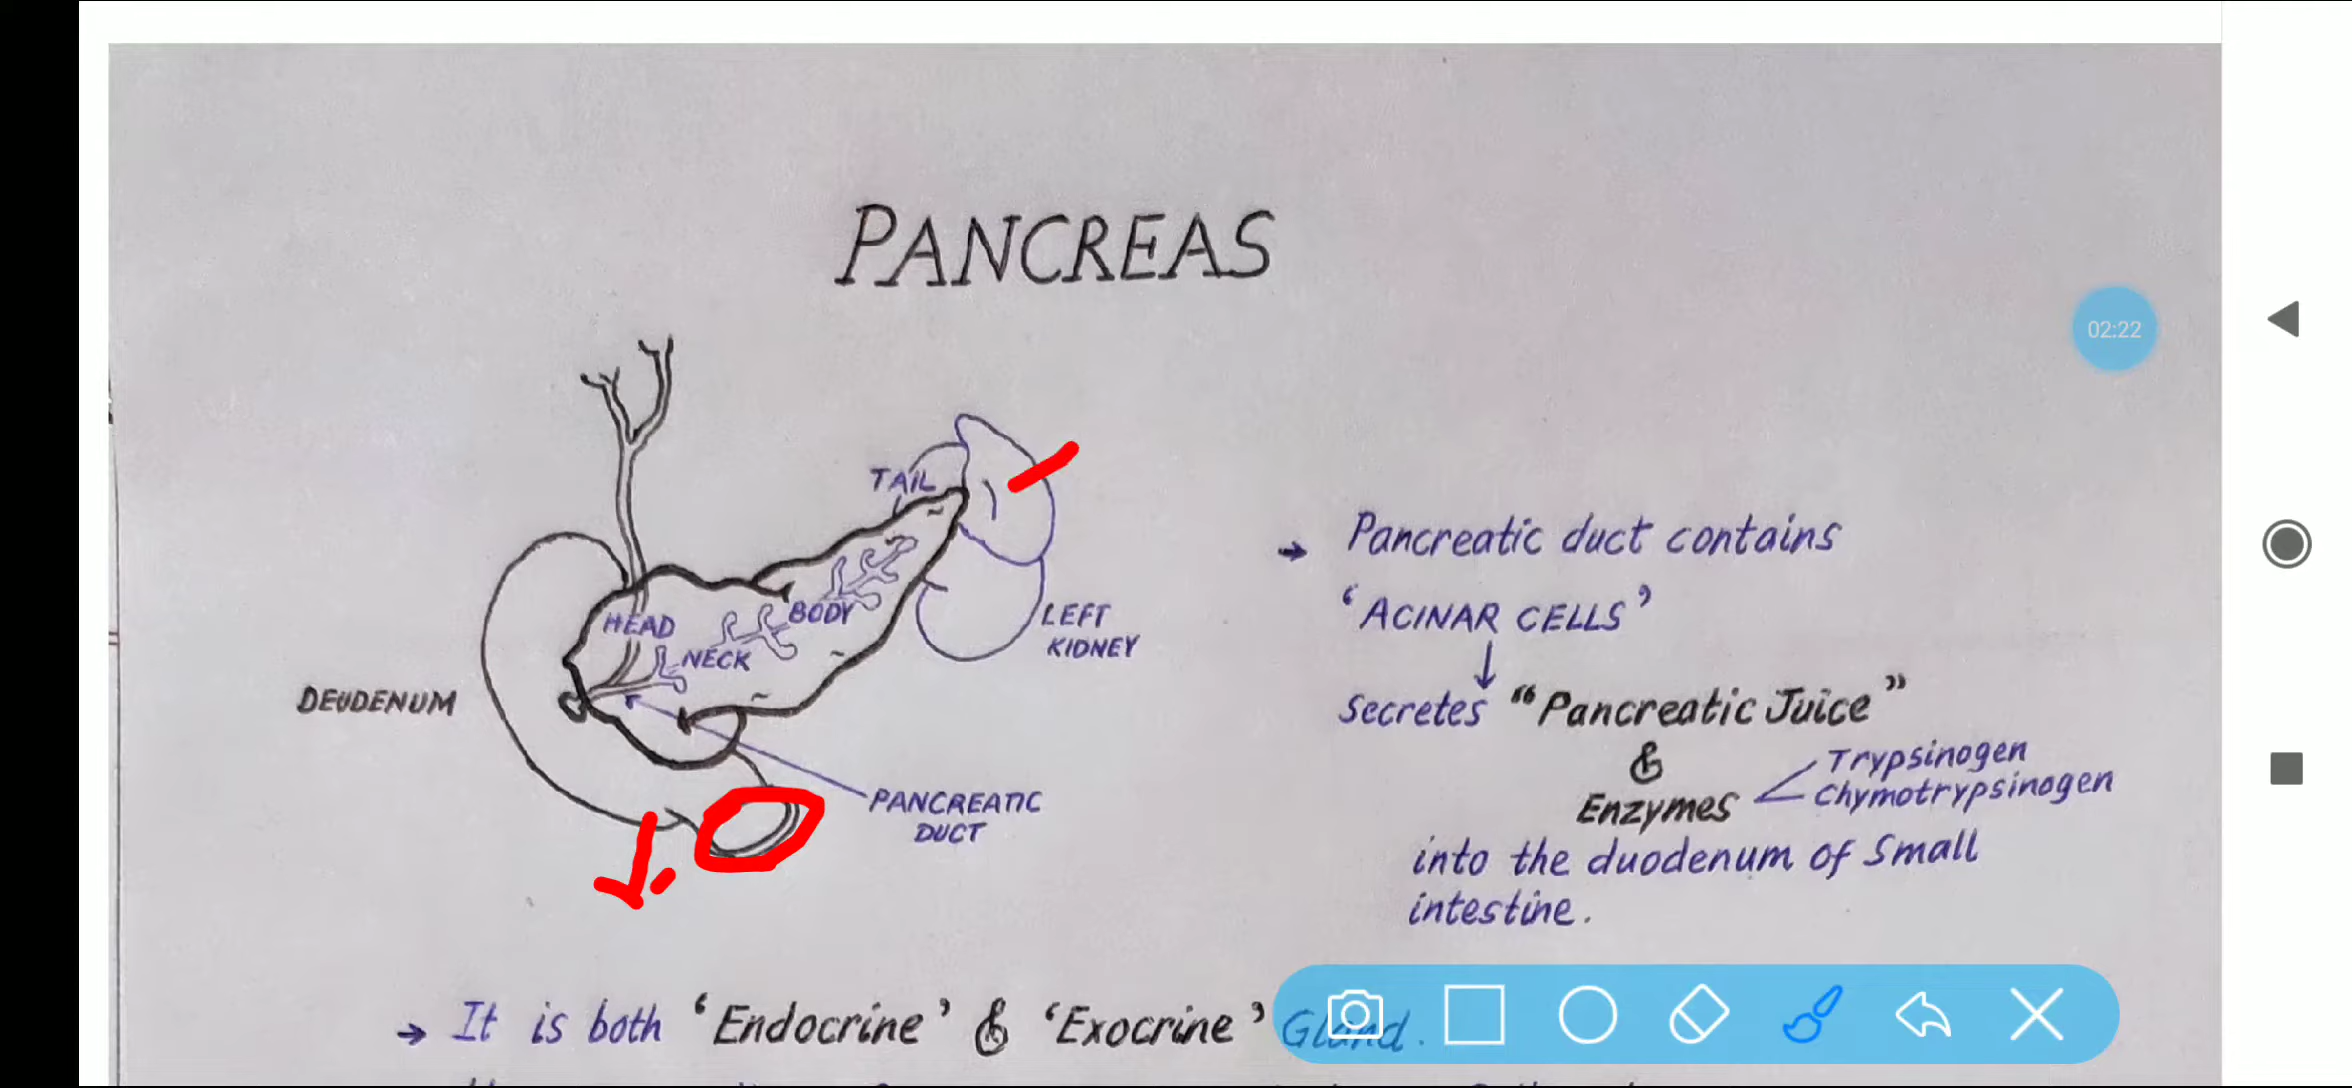 PANCREAS
02:22
TAIL
HEAD
BODY
NECK
LEFT
KIDNEY
DEUDENUM
PANCREATIC
DUCT
→ Pancreatic duct contains
‘ACINAR CELLS’
↓
Secretes “Pancreatic Juice”
&
Enzymes
Trypsinogen
Chymotrypsinogen
into the duodenum of Small
intestine.
→ It is both ‘Endocrine’ & ‘Exocrine’ Gland.